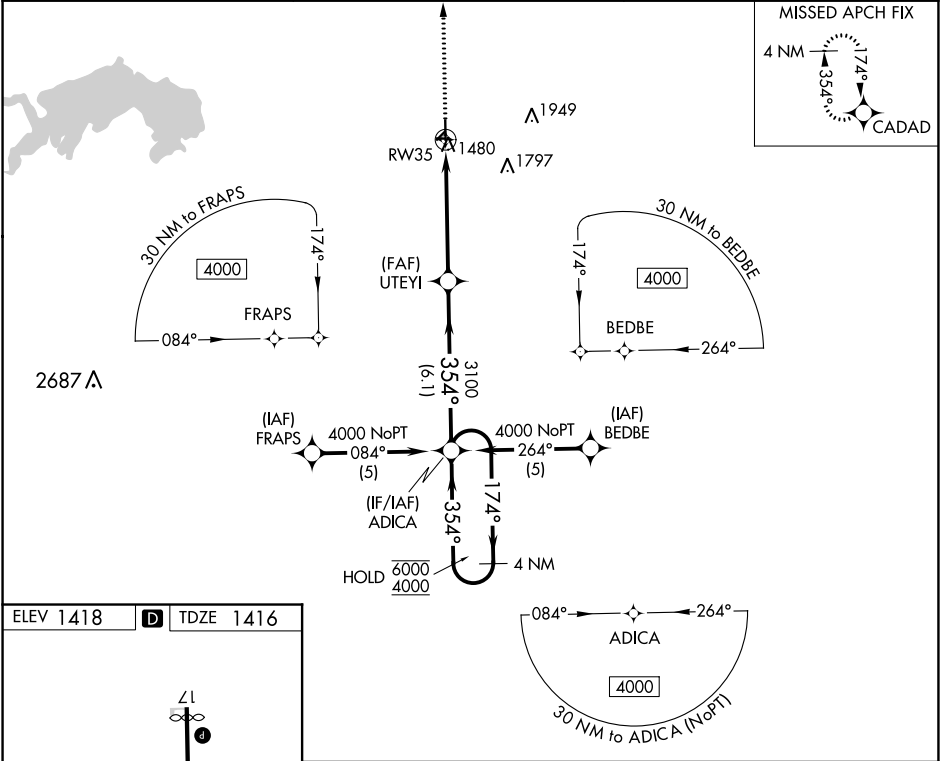 MISSED APCH FIX
4 NM
174°
354°
CADAD
1949
RW35
1480
1797
30 NM to FRAPS
174°
4000
FRAPS
084°
(FAF)
UTEYI
30 NM to BEDBE
174°
4000
BEDBE
264°
2687
3100
354°
(6.1)
(IAF)
FRAPS
4000 NoPT
084°
(5)
4000 NoPT
264°
(5)
(IAF)
BEDBE
(IF/IAF)
ADICA
354°
174°
HOLD
6000
4000
4 NM
ELEV 1418
D
TDZE 1416
084°
264°
ADICA
4000
30 NM to ADICA (NoPT)
17
P